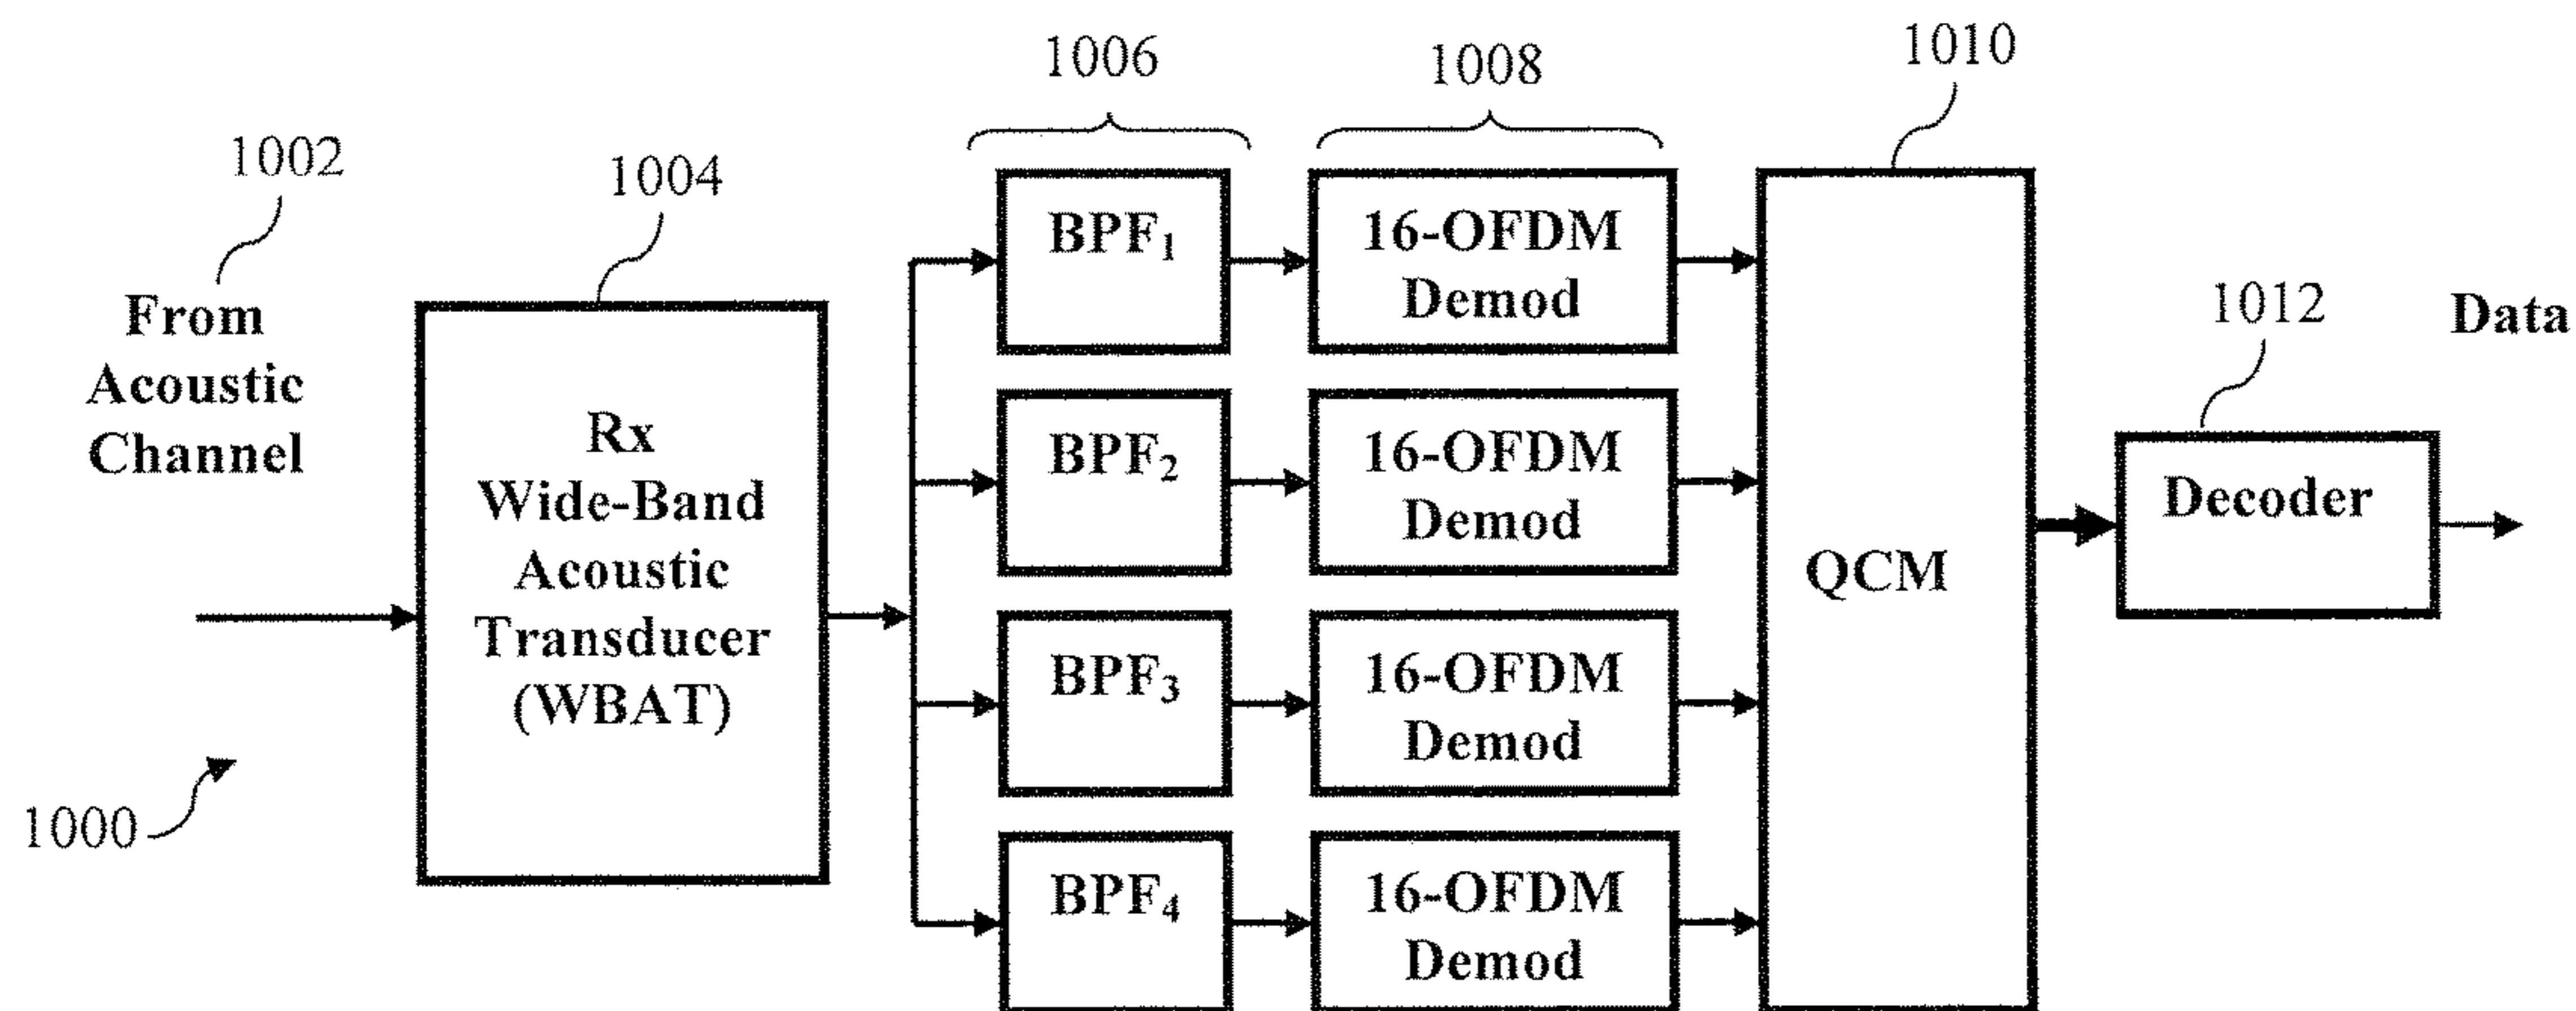 1002
From
Acoustic
Channel
1000
1004
Rx
Wide-Band
Acoustic
Transducer
(WBAT)
1006
BPF₁
BPF₂
BPF₃
BPF₄
1008
16-OFDM
Demod
16-OFDM
Demod
16-OFDM
Demod
16-OFDM
Demod
1010
QCM
1012
Decoder
Data